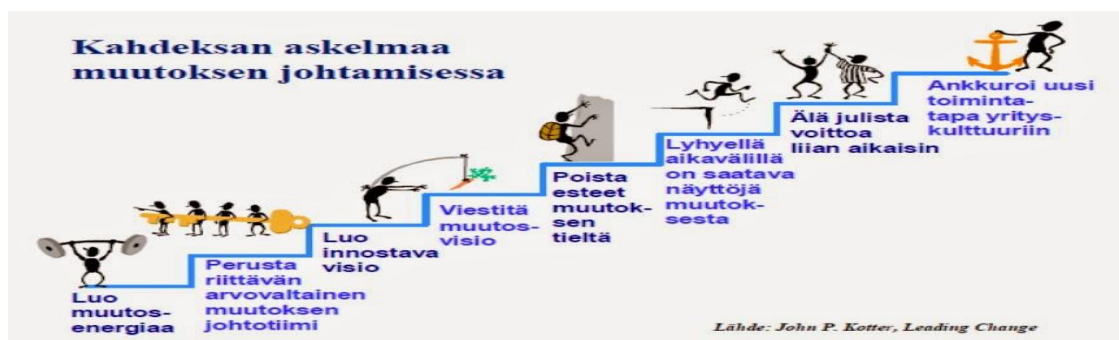 Kahdeksan askelmaa
muutoksen johtamisessa
Luo
muutos-
energiaa
Perusta
riittävän
arvovaltainen
muutoksen
johtotiimi
Luo
innostava
visio
Viestitä
muutos-
visio
Poista
esteet
muutok-
sen
tieltä
Lyhyellä
aikavälillä
on saatava
näyttöjä
muutok-
sesta
Älä julista
voittoa
liian aikaisin
Ankkuroi uusi
toiminta-
tapa yritys-
kulttuuriin
Lähde: John P. Kotter, Leading Change